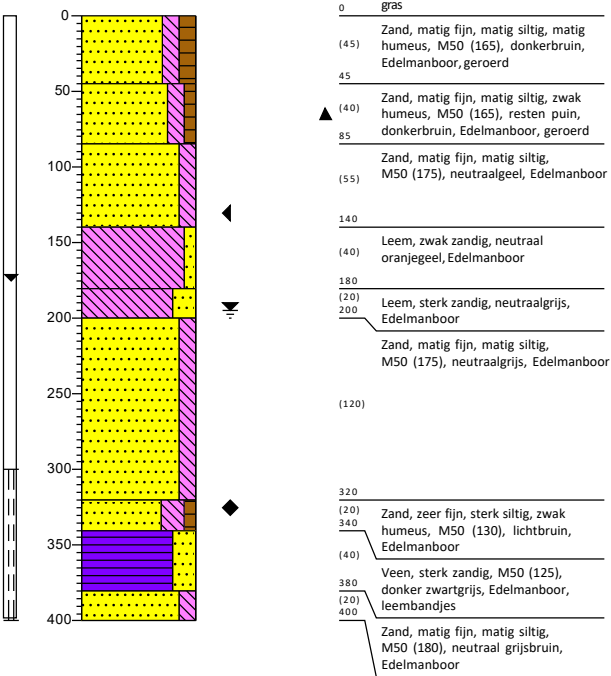 0
50
100
150
200
250
300
350
400
0
gras
(45)
Zand, matig fijn, matig siltig, matig
humeus, M50 (165), donkerbruin,
Edelmanboor, geroerd
45
(40)
Zand, matig fijn, matig siltig, zwak
humeus, M50 (165), resten puin,
donkerbruin, Edelmanboor, geroerd
85
(55)
Zand, matig fijn, matig siltig,
M50 (175), neutraalgeel, Edelmanboor
140
(40)
Leem, zwak zandig, neutraal
oranjegeel, Edelmanboor
180
(20)
Leem, sterk zandig, neutraalgrijs,
Edelmanboor
200
Zand, matig fijn, matig siltig,
M50 (175), neutraalgrijs, Edelmanboor
(120)
320
(20)
Zand, zeer fijn, sterk siltig, zwak
humeus, M50 (130), lichtbruin,
Edelmanboor
340
(40)
Veen, sterk zandig, M50 (125),
donker zwartgrijs, Edelmanboor,
leembandjes
380
(20)
400
Zand, matig fijn, matig siltig,
M50 (180), neutraal grijsbruin,
Edelmanboor